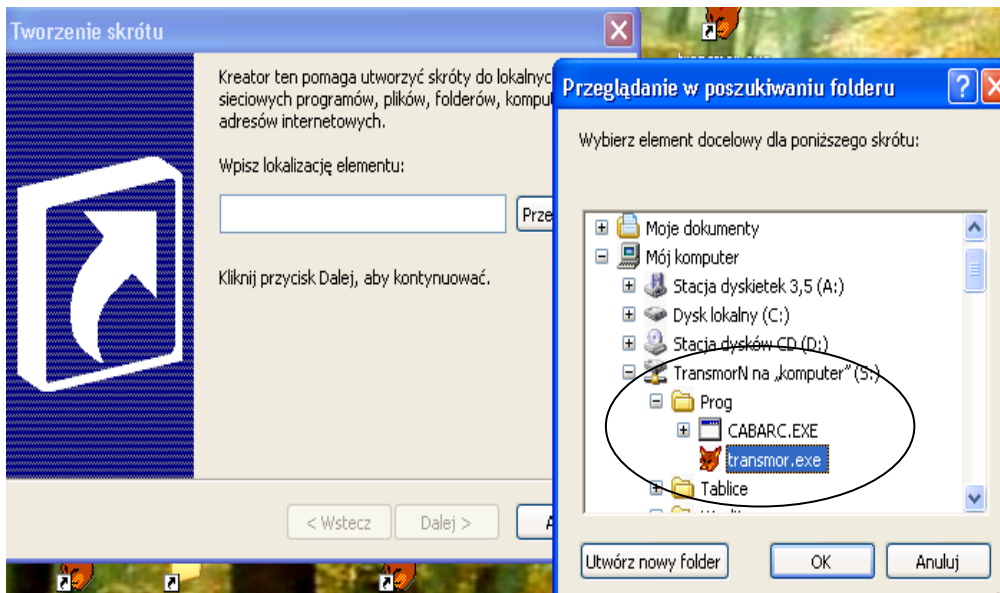 Tworzenie skrótu
Kreator ten pomaga utworzyć skróty do lokalnyc
sieciowych programów, plików, folderów, kompu
adresów internetowych.
Wpisz lokalizację elementu:
Prze
Kliknij przycisk Dalej, aby kontynuować.
< Wstecz
Dalej >
Przeglądanie w poszukiwaniu folderu
Wybierz element docelowy dla poniższego skrótu:
Moje dokumenty
Mój komputer
Stacja dyskietek 3,5 (A:)
Dysk lokalny (C:)
Stacja dysków CD (D:)
TransmorN na „komputer” (S:)
Prog
CABARC.EXE
transmor.exe
Tablice
Utwórz nowy folder
OK
Anuluj